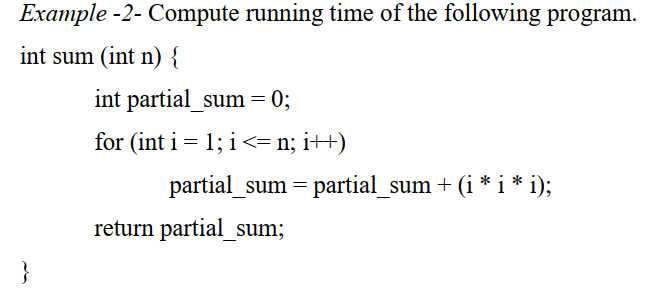 Example -2- Compute running time of the following program.
int sum (int n) {
int partial_sum = 0;
for (int i = 1; i <= n; i++)
partial_sum = partial_sum + (i * i * i);
return partial_sum;
}